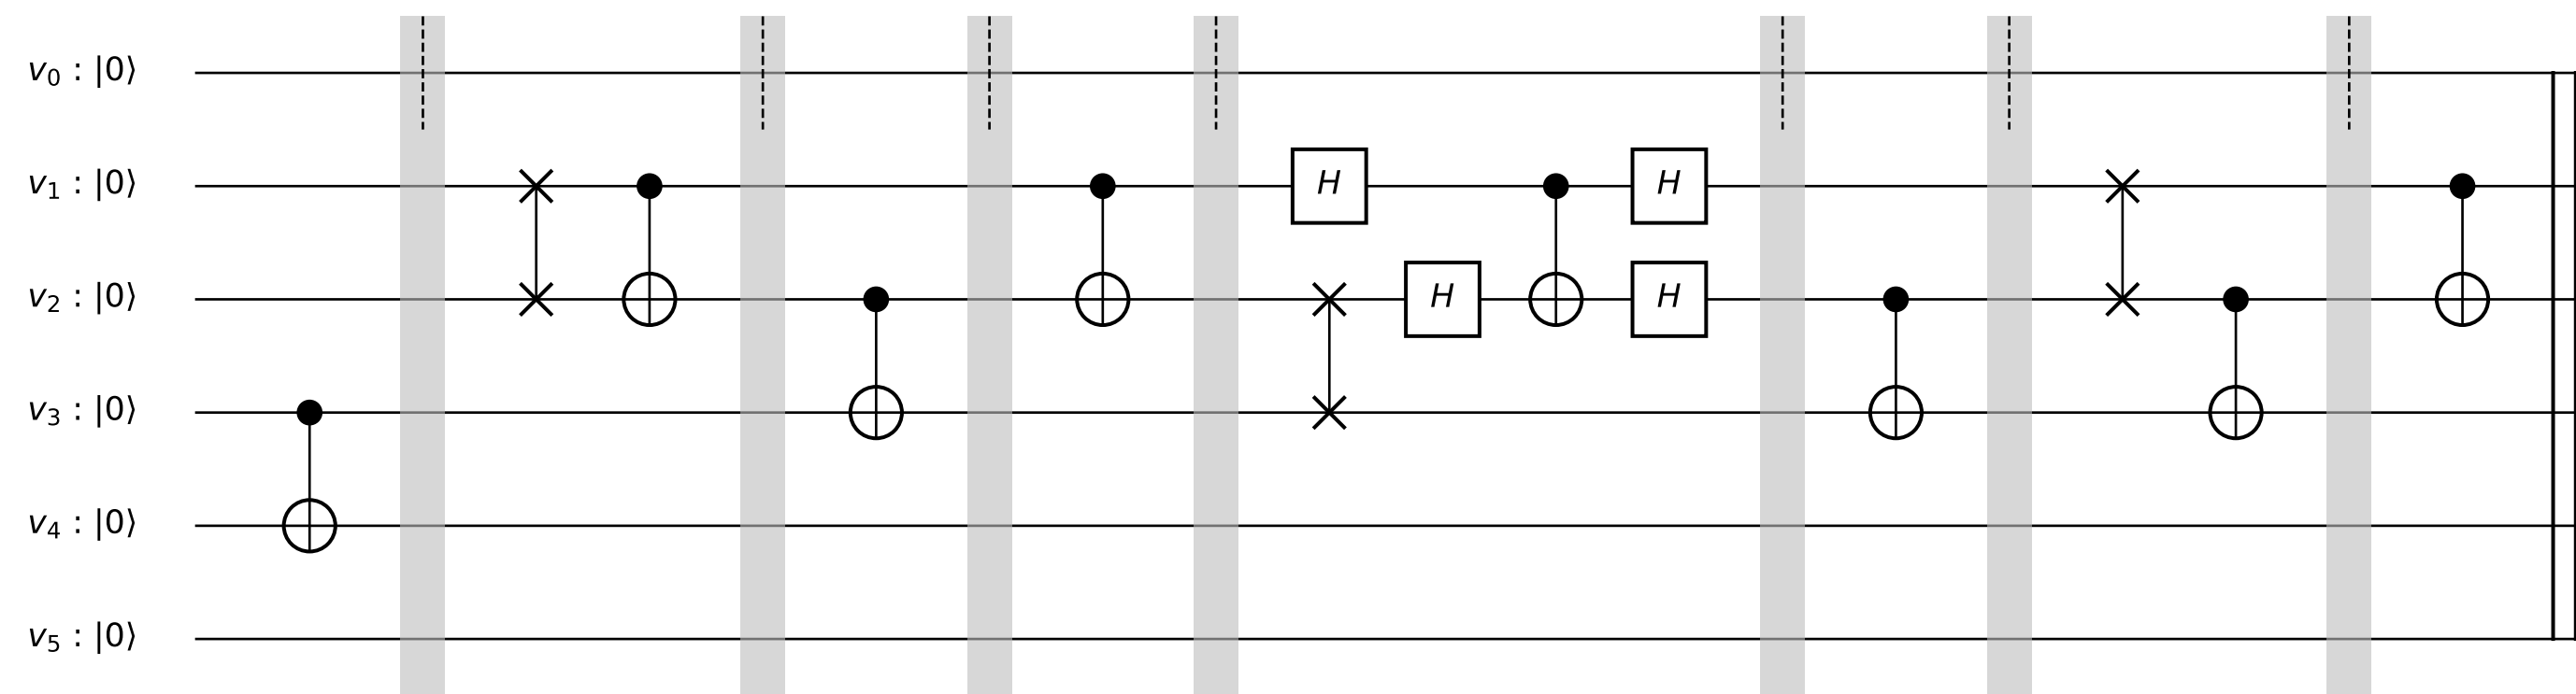 v₀ : |0⟩
v₁ : |0⟩
H H
v₂ : |0⟩
H H
v₃ : |0⟩
v₄ : |0⟩
v₅ : |0⟩